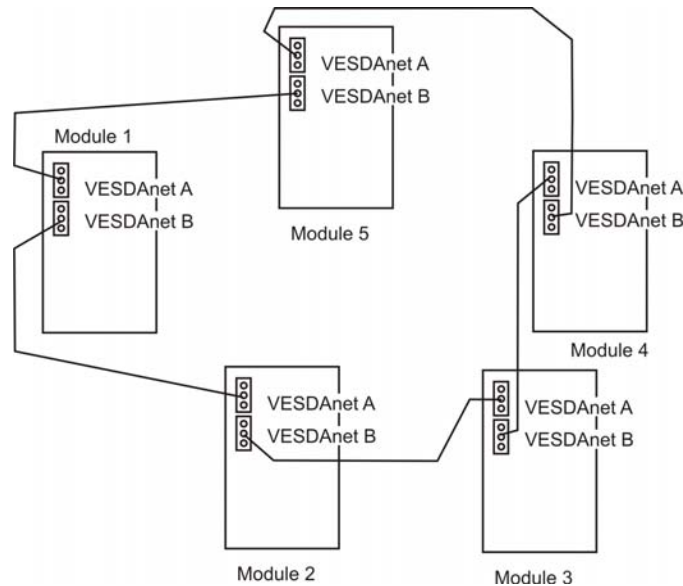 VESDAnet A
VESDAnet B
Module 5
Module 1
VESDAnet A
VESDAnet B
VESDAnet A
VESDAnet B
Module 4
VESDAnet A
VESDAnet B
Module 2
VESDAnet A
VESDAnet B
Module 3